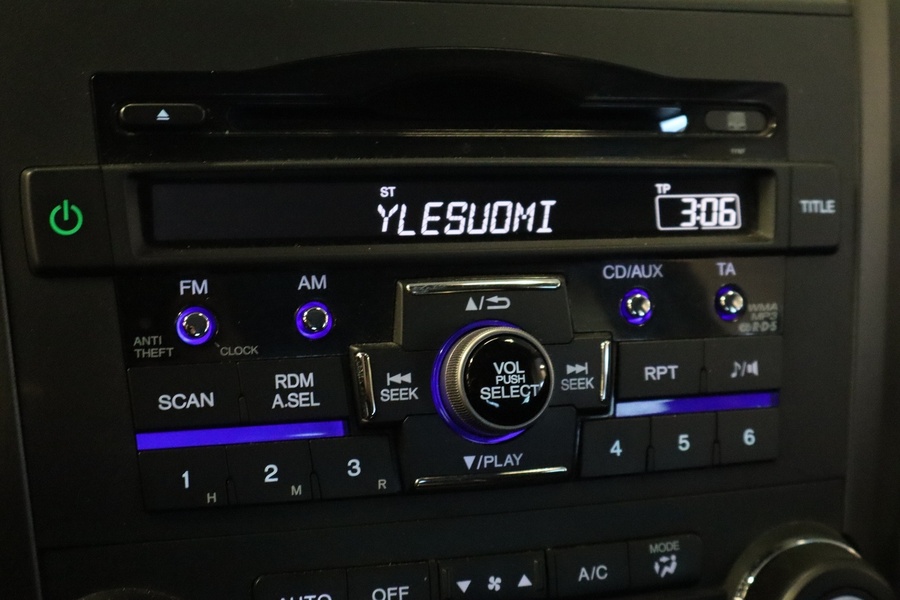 ST
TP
YLESUOMI
3:06
TITLE
FM
AM
CD/AUX
TA
ANTI
THEFT
CLOCK
WMA
MP3
RDS
SCAN
RDM
A.SEL
SEEK
VOL
PUSH
SELECT
SEEK
RPT
▼/PLAY
1
H
2
M
3
R
4
5
6
AUTO
OFF
A/C
MODE